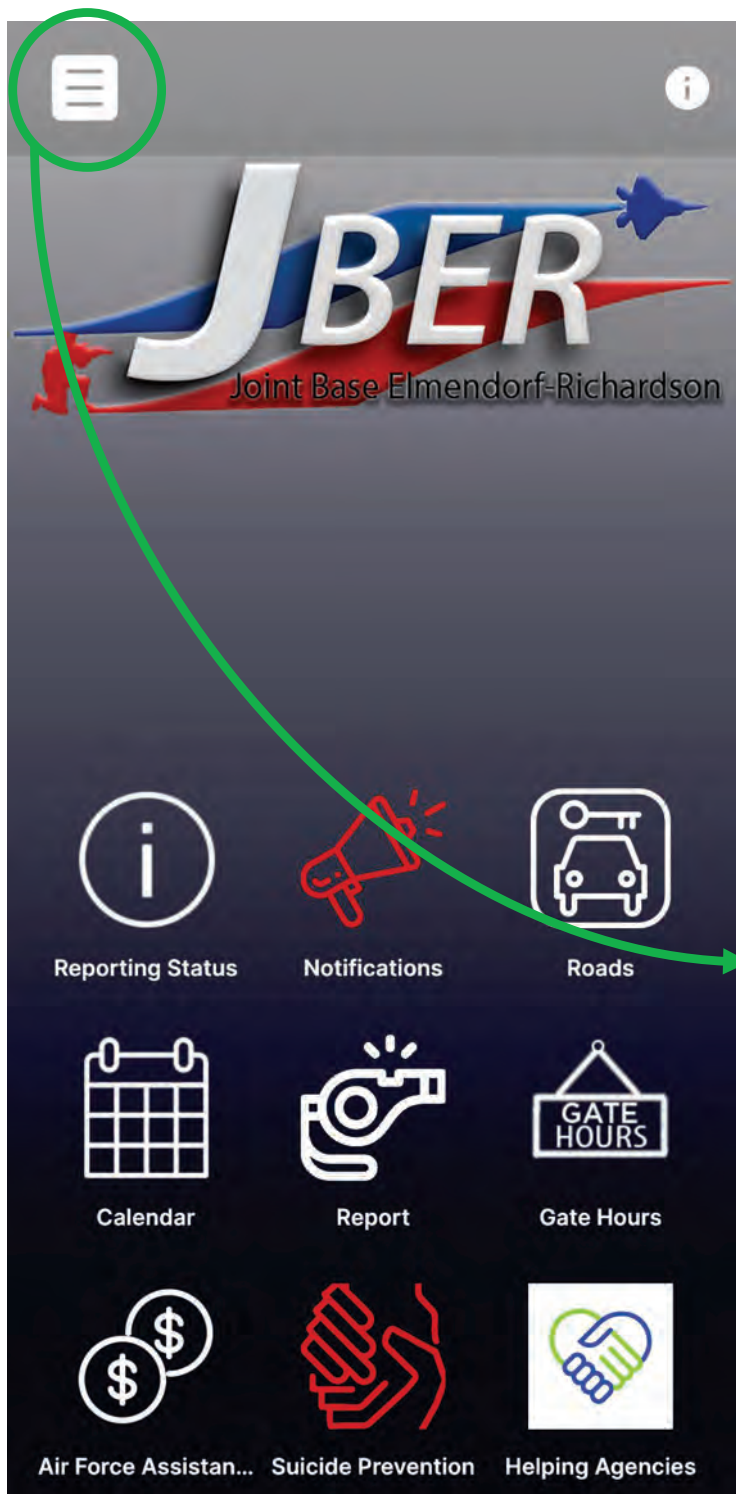 i
JBER
Joint Base Elmendorf-Richardson
i
Reporting Status
Notifications
Roads
GATE
HOURS
Calendar
Report
Gate Hours
$
$
Air Force Assistan...
Suicide Prevention
Helping Agencies